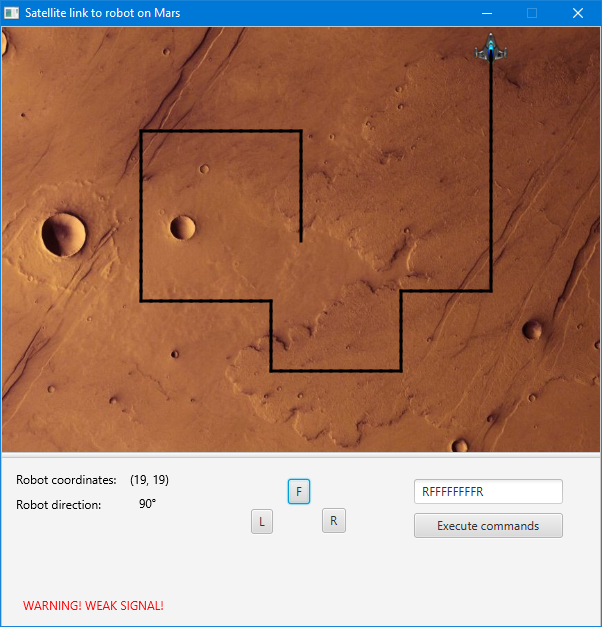 Satellite link to robot on Mars
Robot coordinates: (19, 19)
Robot direction: 90°
F
L
R
RFFFFFFFFR
Execute commands
WARNING! WEAK SIGNAL!